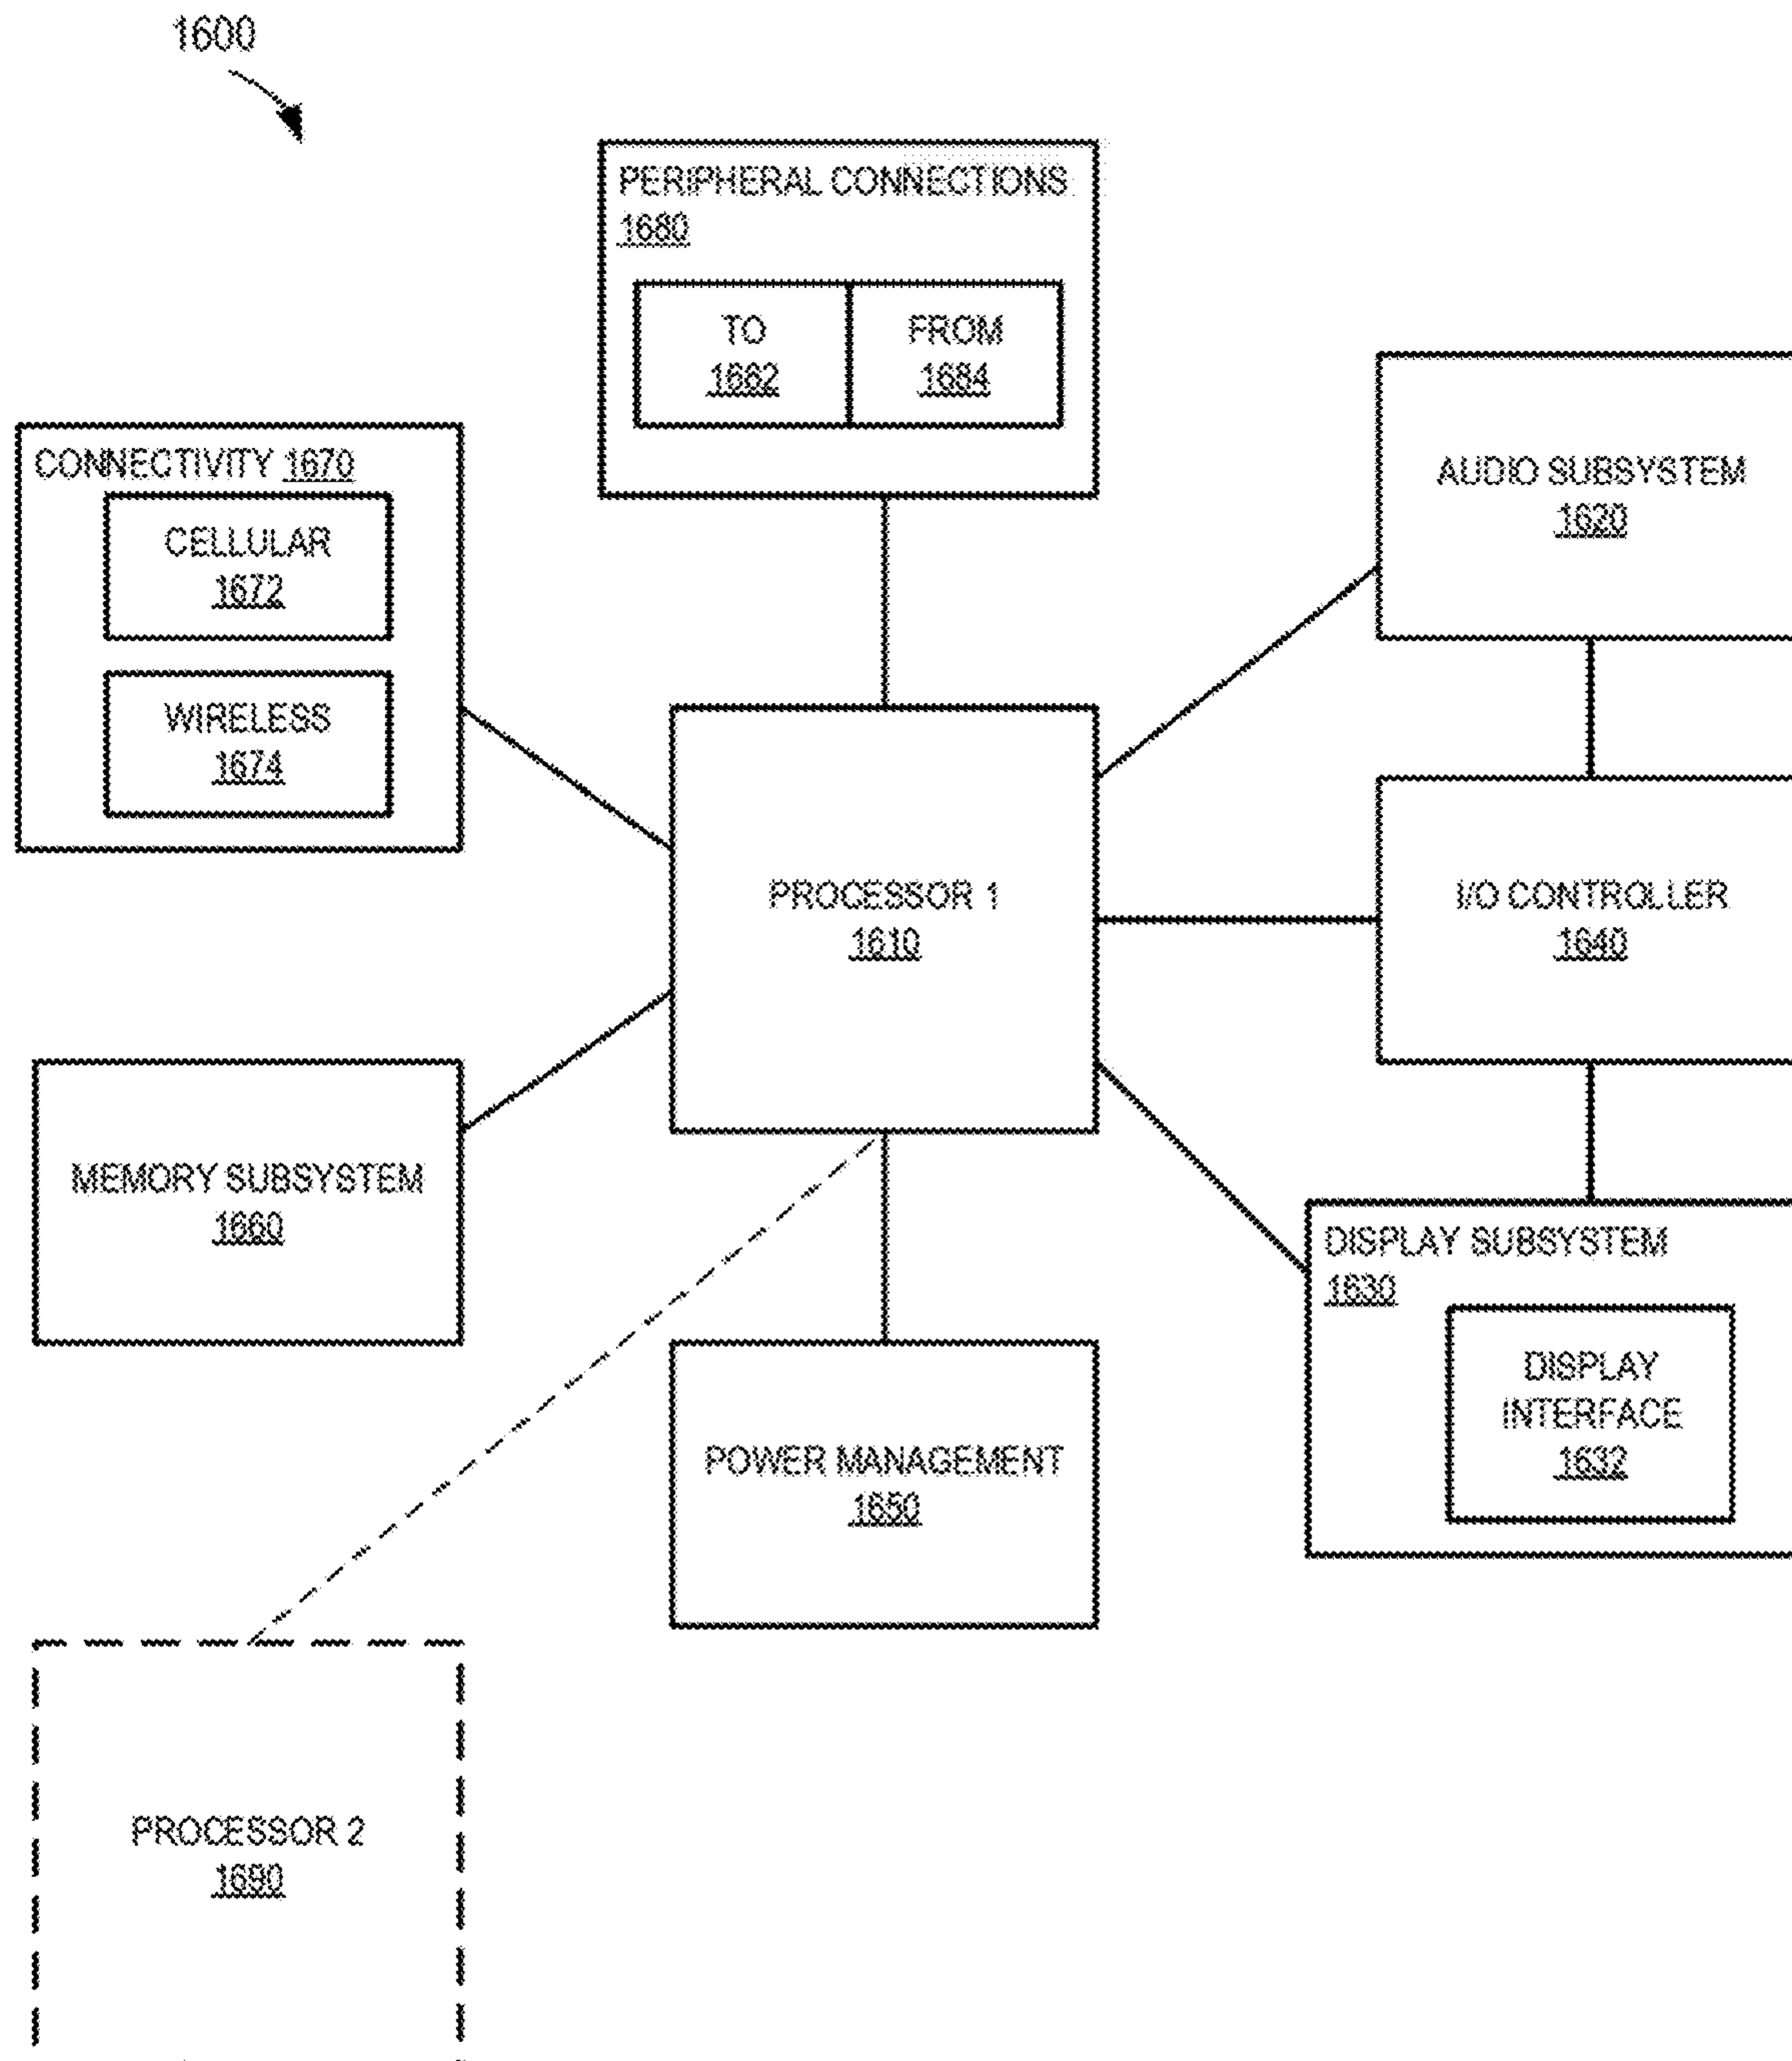 1600
PERIPHERAL CONNECTIONS
1680
TO
1682
FROM
1684
CONNECTIVITY 1670
CELLULAR
1672
WIRELESS
1674
AUDIO SUBSYSTEM
1620
PROCESSOR 1
1610
I/O CONTROLLER
1640
MEMORY SUBSYSTEM
1660
DISPLAY SUBSYSTEM
1630
DISPLAY
INTERFACE
1632
POWER MANAGEMENT
1650
PROCESSOR 2
1690